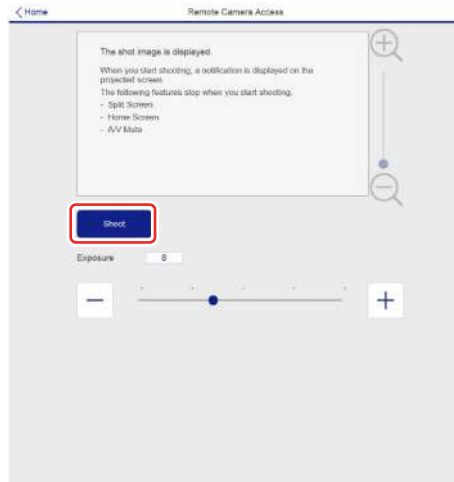 Home
Remote Camera Access
The shot image is displayed.
When you start shooting, a notification is displayed on the
projected screen.
The following features stop when you start shooting.
- Split Screen
- Home Screen
- A/V Mute
Shoot
Exposure 8